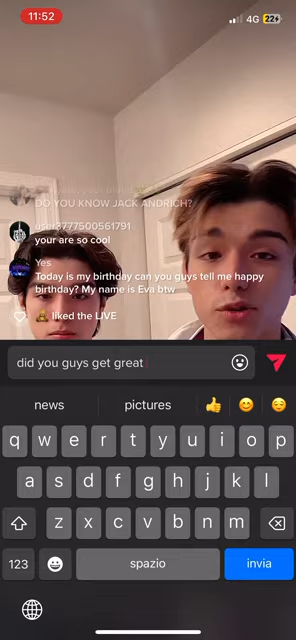 11:52
4G
22
DO YOU KNOW JACK ANDRICH?
user3777500561791
your are so cool
Yes
Today is my birthday can you guys tell me happy
birthday? My name is Eva btw
liked the LIVE
did you guys get great
news pictures
q w e r t y u i o p
a s d f g h j k l
z x c v b n m
123 spazio invia